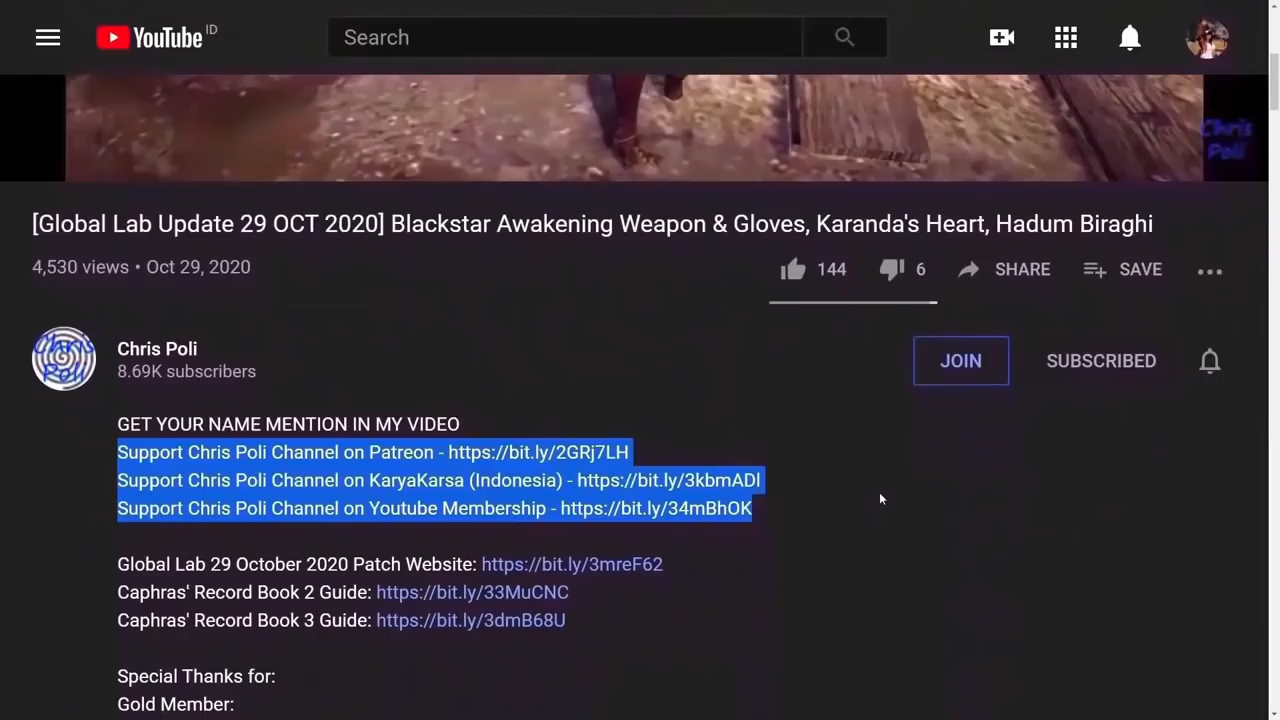 YouTube ID
Search
Chris
Poli
[Global Lab Update 29 OCT 2020] Blackstar Awakening Weapon & Gloves, Karanda's Heart, Hadum Biraghi
4,530 views • Oct 29, 2020
144
6
SHARE
SAVE
Chris
Poli
Chris Poli
8.69K subscribers
JOIN
SUBSCRIBED
GET YOUR NAME MENTION IN MY VIDEO
Support Chris Poli Channel on Patreon - https://bit.ly/2GRj7LH
Support Chris Poli Channel on KaryaKarsa (Indonesia) - https://bit.ly/3kbmADl
Support Chris Poli Channel on Youtube Membership - https://bit.ly/34mBhOK
Global Lab 29 October 2020 Patch Website: https://bit.ly/3mreF62
Caphras' Record Book 2 Guide: https://bit.ly/33MuCNC
Caphras' Record Book 3 Guide: https://bit.ly/3dmB68U
Special Thanks for:
Gold Member: